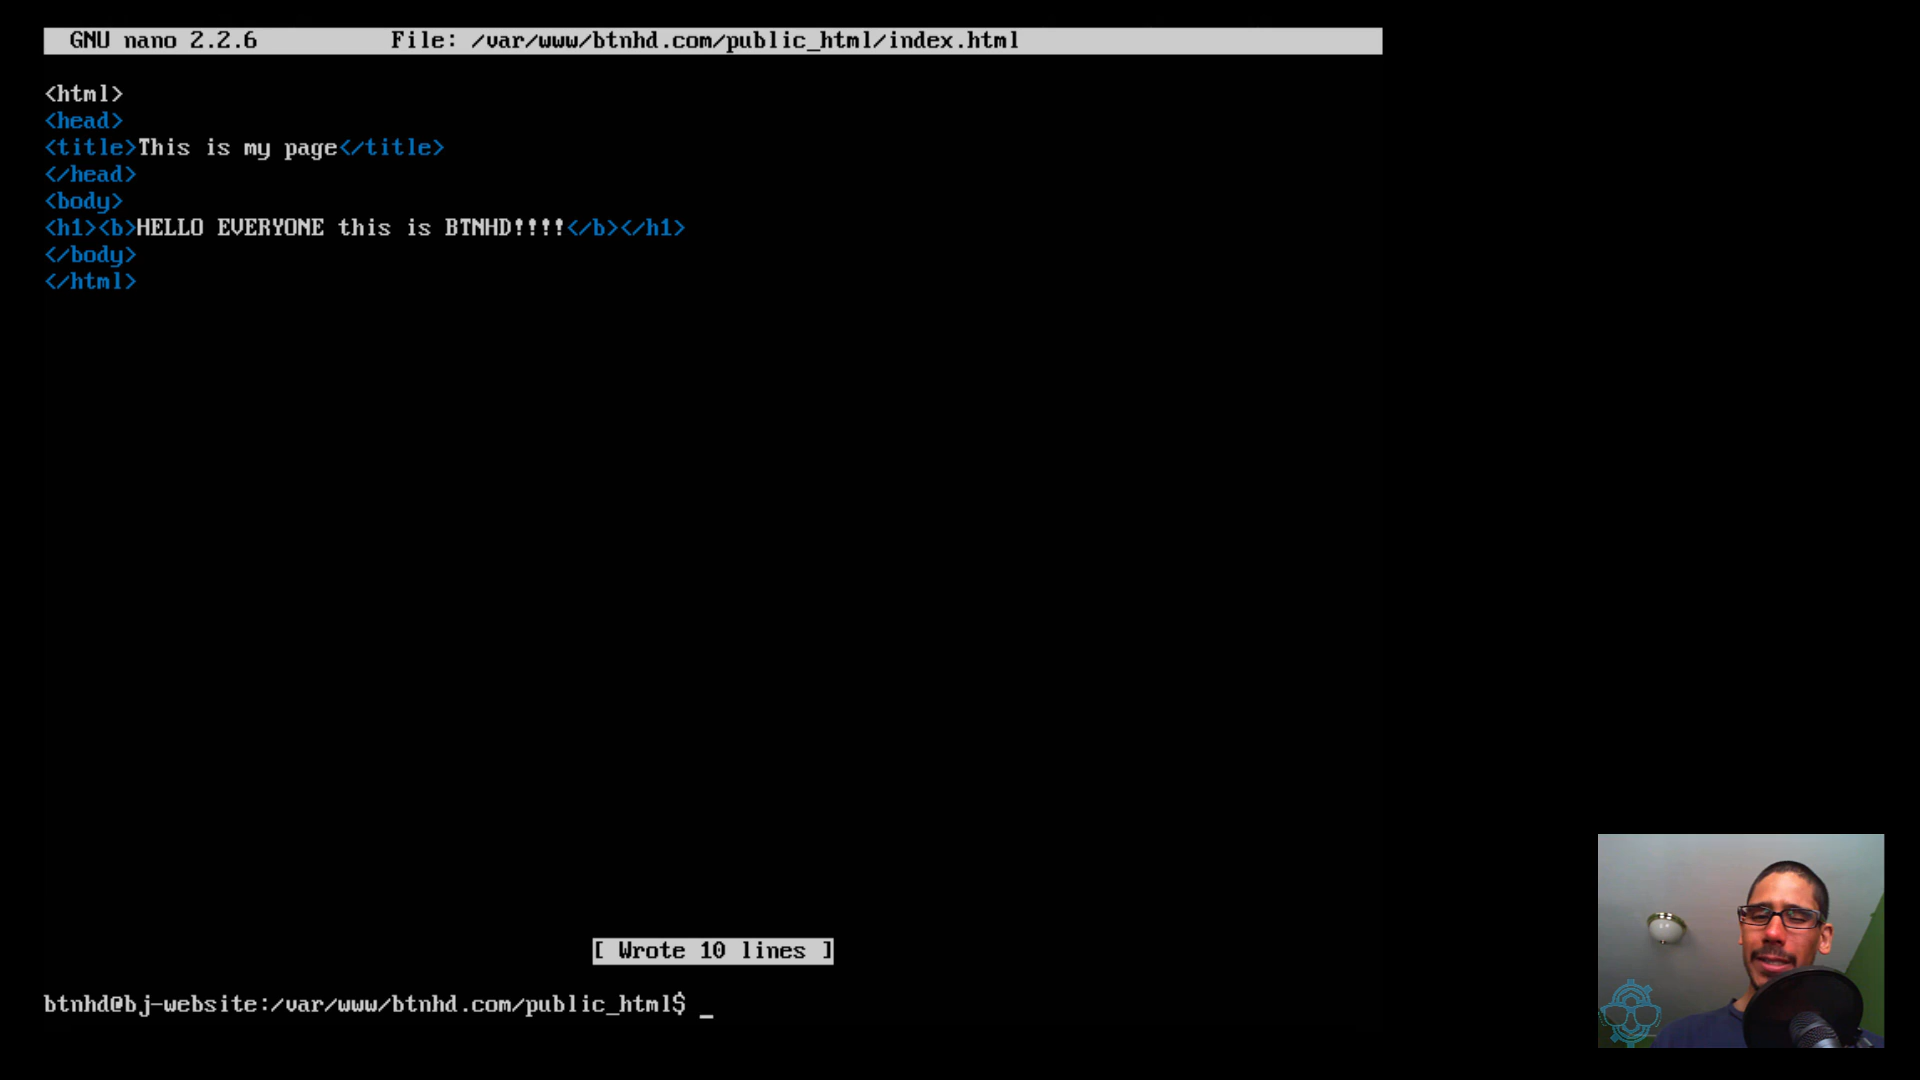 GNU nano 2.2.6 File: /var/www/btnhd.com/public_html/index.html
<html>
<head>
<title>This is my page</title>
</head>
<body>
<h1><b>HELLO EVERYONE this is BTNHD!!!!</b></h1>
</body>
</html>
[ Wrote 10 lines ]
btnhd@bj-website:/var/www/btnhd.com/public_html$ _